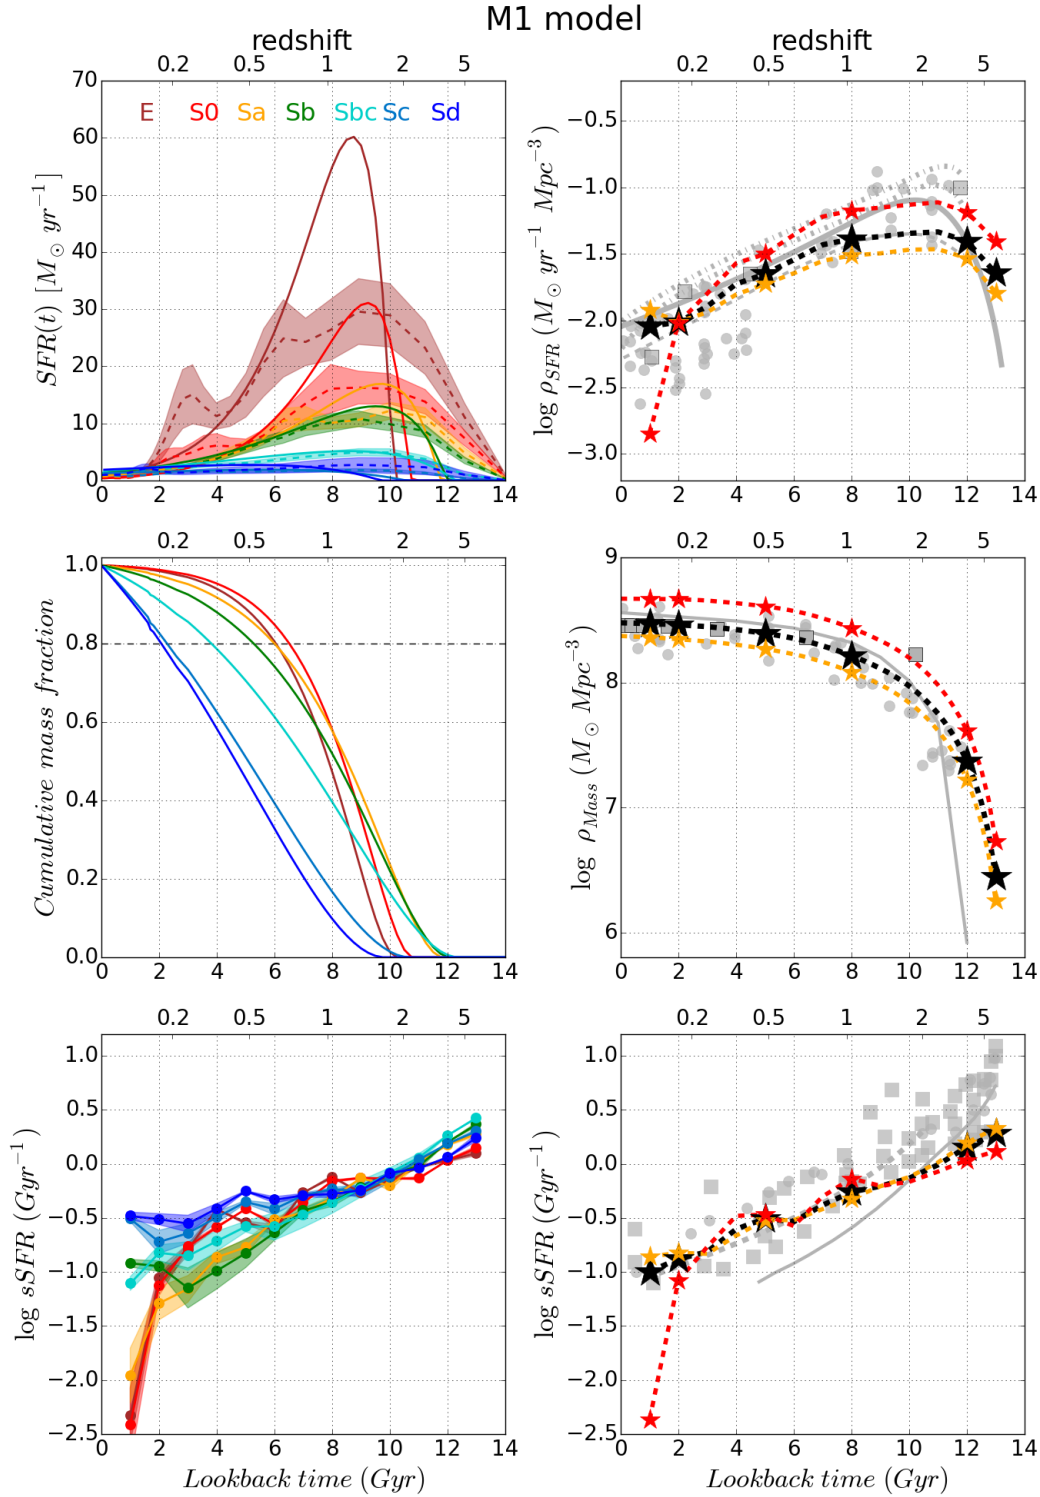 M1 model
redshift
redshift
0.2 0.5 1 2 5
0.2 0.5 1 2 5
E S0 Sa Sb Sbc Sc Sd
SFR(t) [M⊙ yr⁻¹]
70
60
50
40
30
20
10
0
0 2 4 6 8 10 12 14
log ρSFR (M⊙ yr⁻¹ Mpc⁻³)
−0.5
−1.0
−1.5
−2.0
−2.5
−3.0
0 2 4 6 8 10 12 14
0.2 0.5 1 2 5
Cumulative mass fraction
1.0
0.8
0.6
0.4
0.2
0.0
0 2 4 6 8 10 12 14
0.2 0.5 1 2 5
log ρMass (M⊙ Mpc⁻³)
9
8
7
6
0 2 4 6 8 10 12 14
0.2 0.5 1 2 5
log sSFR (Gyr⁻¹)
1.0
0.5
0.0
−0.5
−1.0
−1.5
−2.0
−2.5
0 2 4 6 8 10 12 14
Lookback time (Gyr)
0.2 0.5 1 2 5
log sSFR (Gyr⁻¹)
1.0
0.5
0.0
−0.5
−1.0
−1.5
−2.0
−2.5
0 2 4 6 8 10 12 14
Lookback time (Gyr)